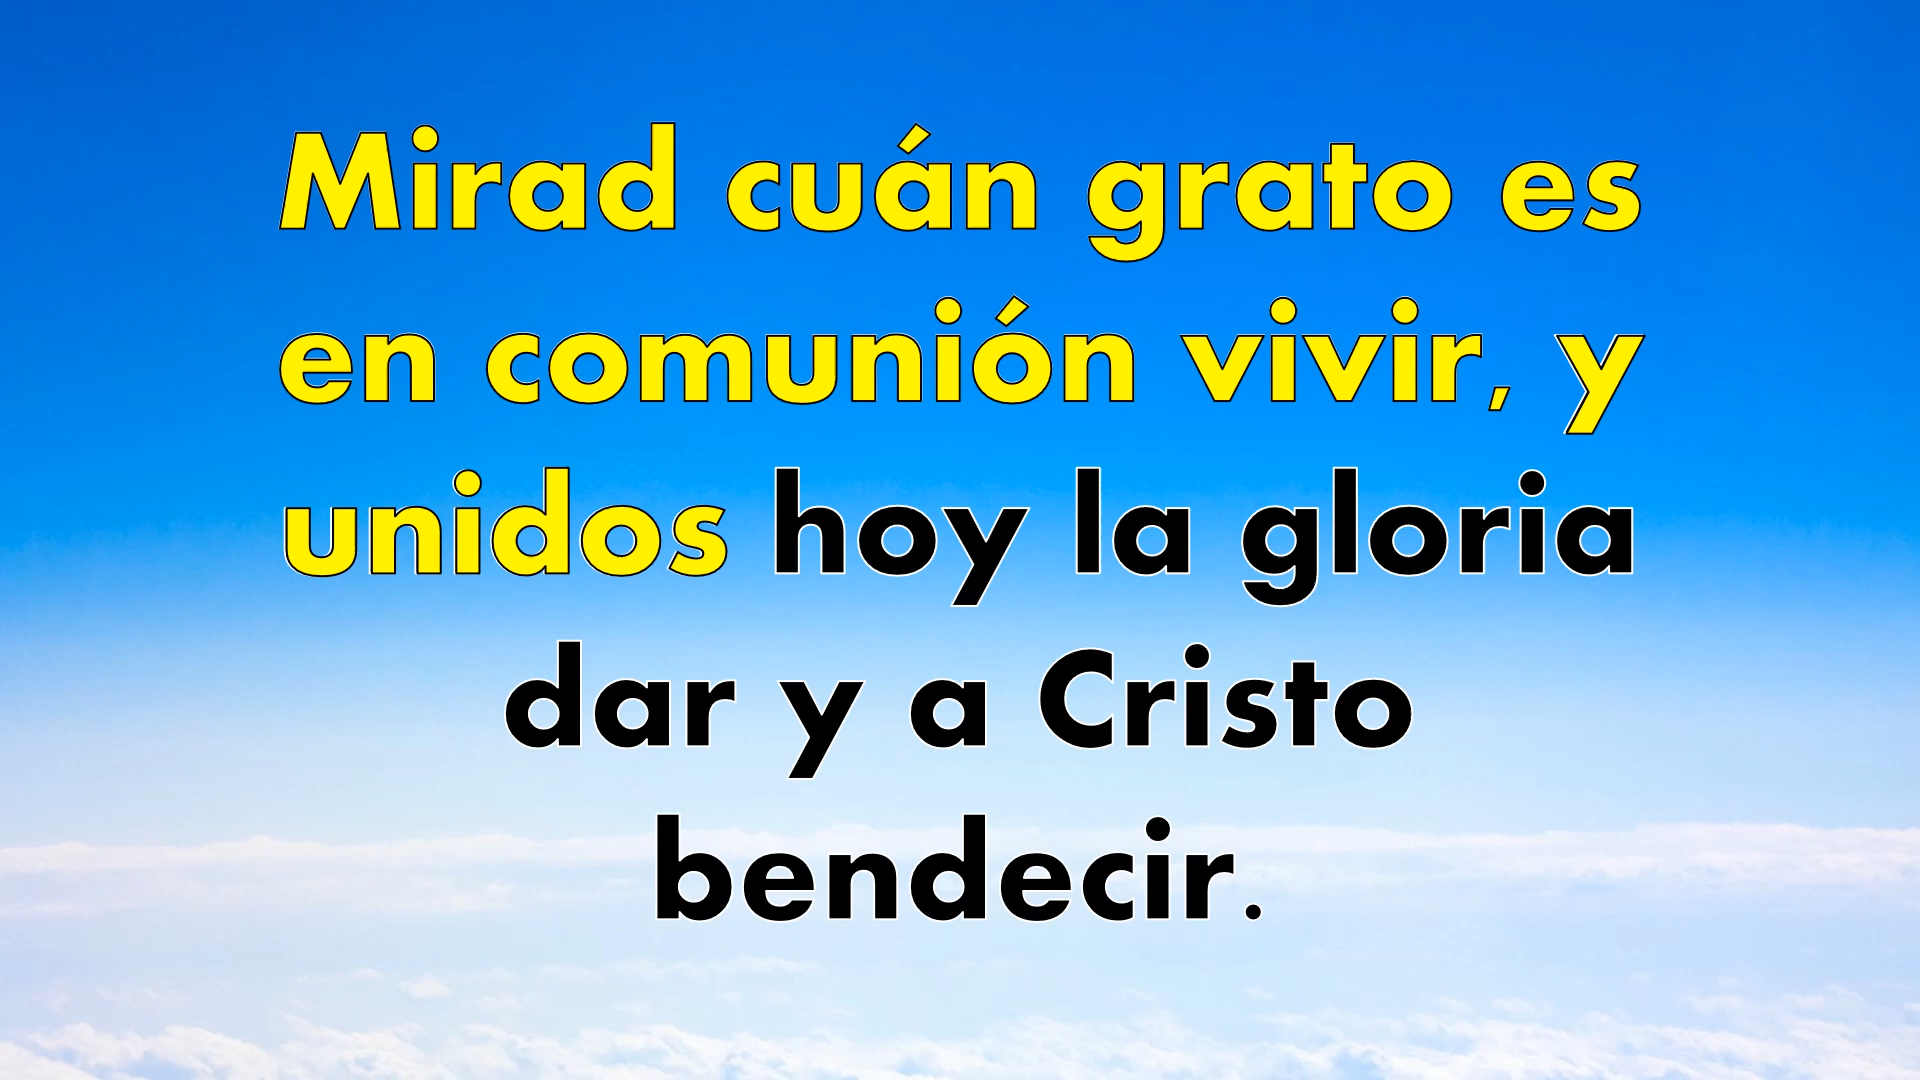 Mirad cuán grato es
en comunión vivir, y
unidos hoy la gloria
dar y a Cristo
bendecir.